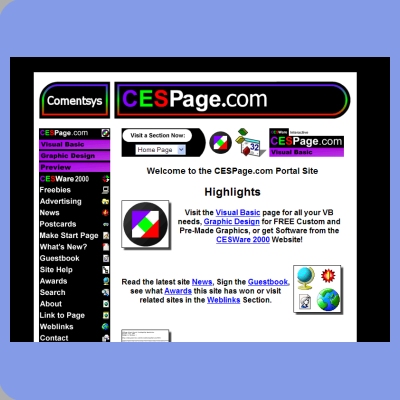 Comentsys
CESPage.com
CESPage.com
Visual Basic
Graphic Design
Preview
CESWare 2000
Freebies
Advertising
News
Postcards
Make Start Page
What's New?
Guestbook
Site Help
Awards
Search
About
Link to Page
Weblinks
Contact
Visit a Section Now:
Home Page
32
CESWare Interactive
CESPage.com
Visual Basic
Welcome to the CESPage.com Portal Site
Highlights
Visit the Visual Basic page for all your VB
needs, Graphic Design for FREE Custom and
Pre-Made Graphics, or get Software from the
CESWare 2000 Website!
Read the latest site News, Sign the Guestbook,
see what Awards this site has won or visit
related sites in the Weblinks Section.